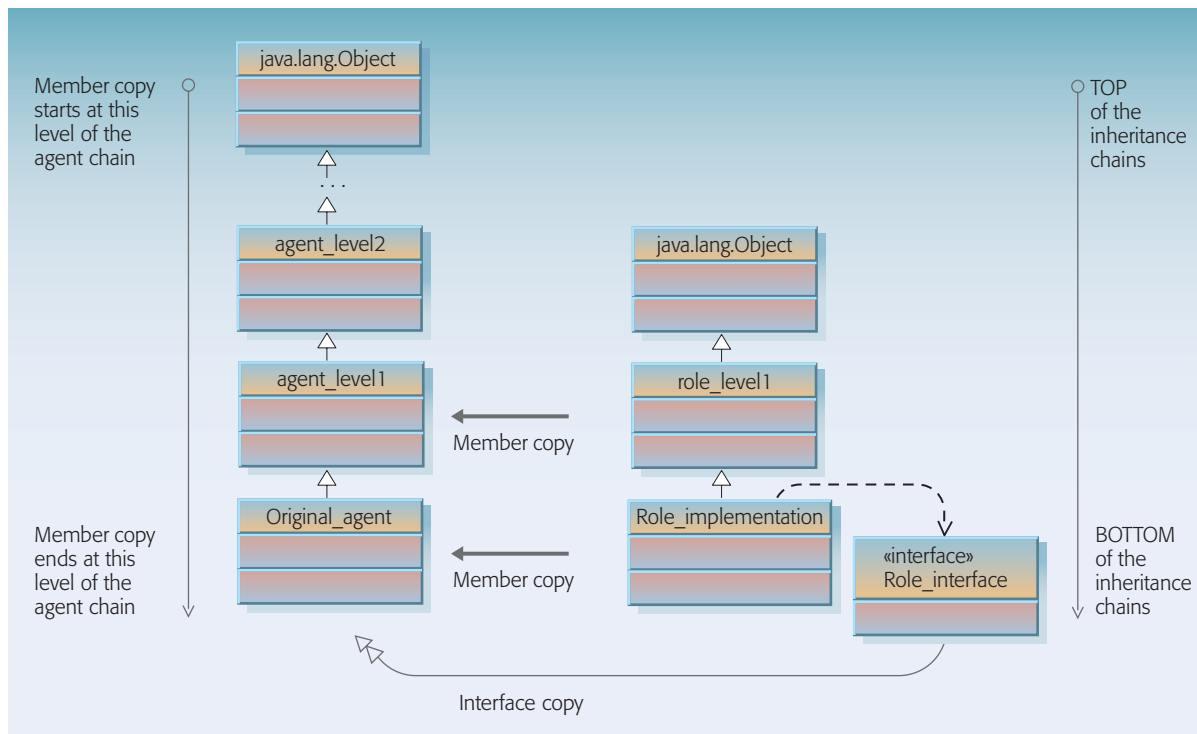 java.lang.Object
Member copy
starts at this
level of the
agent chain
TOP
of the
inheritance
chains
. . .
agent_level2
java.lang.Object
agent_level1
role_level1
Member copy
Original_agent
Role_implementation
Member copy
ends at this
level of the
agent chain
Member copy
«interface»
Role_interface
BOTTOM
of the
inheritance
chains
Interface copy